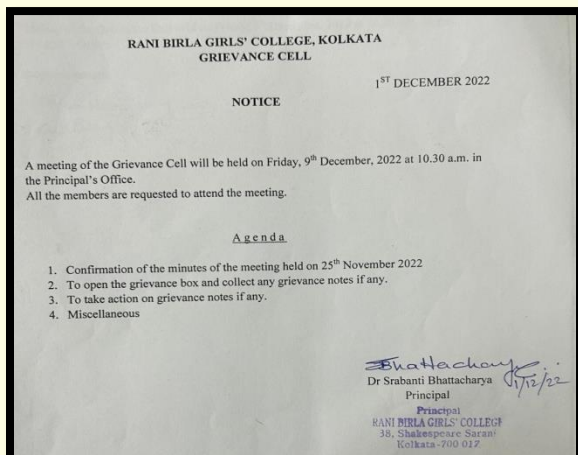 RANI BIRLA GIRLS' COLLEGE, KOLKATA
GRIEVANCE CELL
1ST DECEMBER 2022
NOTICE
A meeting of the Grievance Cell will be held on Friday, 9th December, 2022 at 10.30 a.m. in
the Principal's Office.
All the members are requested to attend the meeting.
Agenda
1. Confirmation of the minutes of the meeting held on 25th November 2022
2. To open the grievance box and collect any grievance notes if any.
3. To take action on grievance notes if any.
4. Miscellaneous
SBhattacharya
1/12/22
Dr Srabanti Bhattacharya
Principal
Principal
RANI BIRLA GIRLS' COLLEGE
38, Shakespeare Sarani
Kolkata-700 017